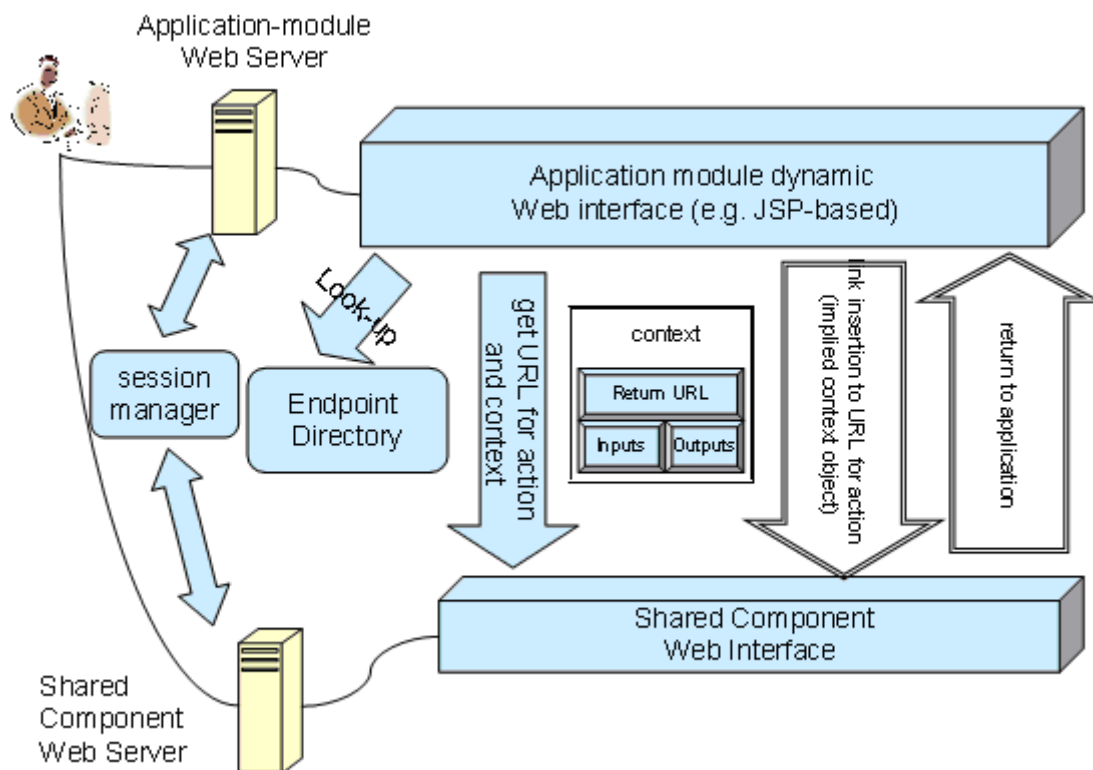 Application-module
Web Server
Application module dynamic
Web interface (e.g. JSP-based)
Look-up
session
manager
Endpoint
Directory
get URL for action
and context
context
Return URL
Inputs
Outputs
link insertion to URL for action
(implied context object)
return to application
Shared Component
Web Interface
Shared
Component
Web Server